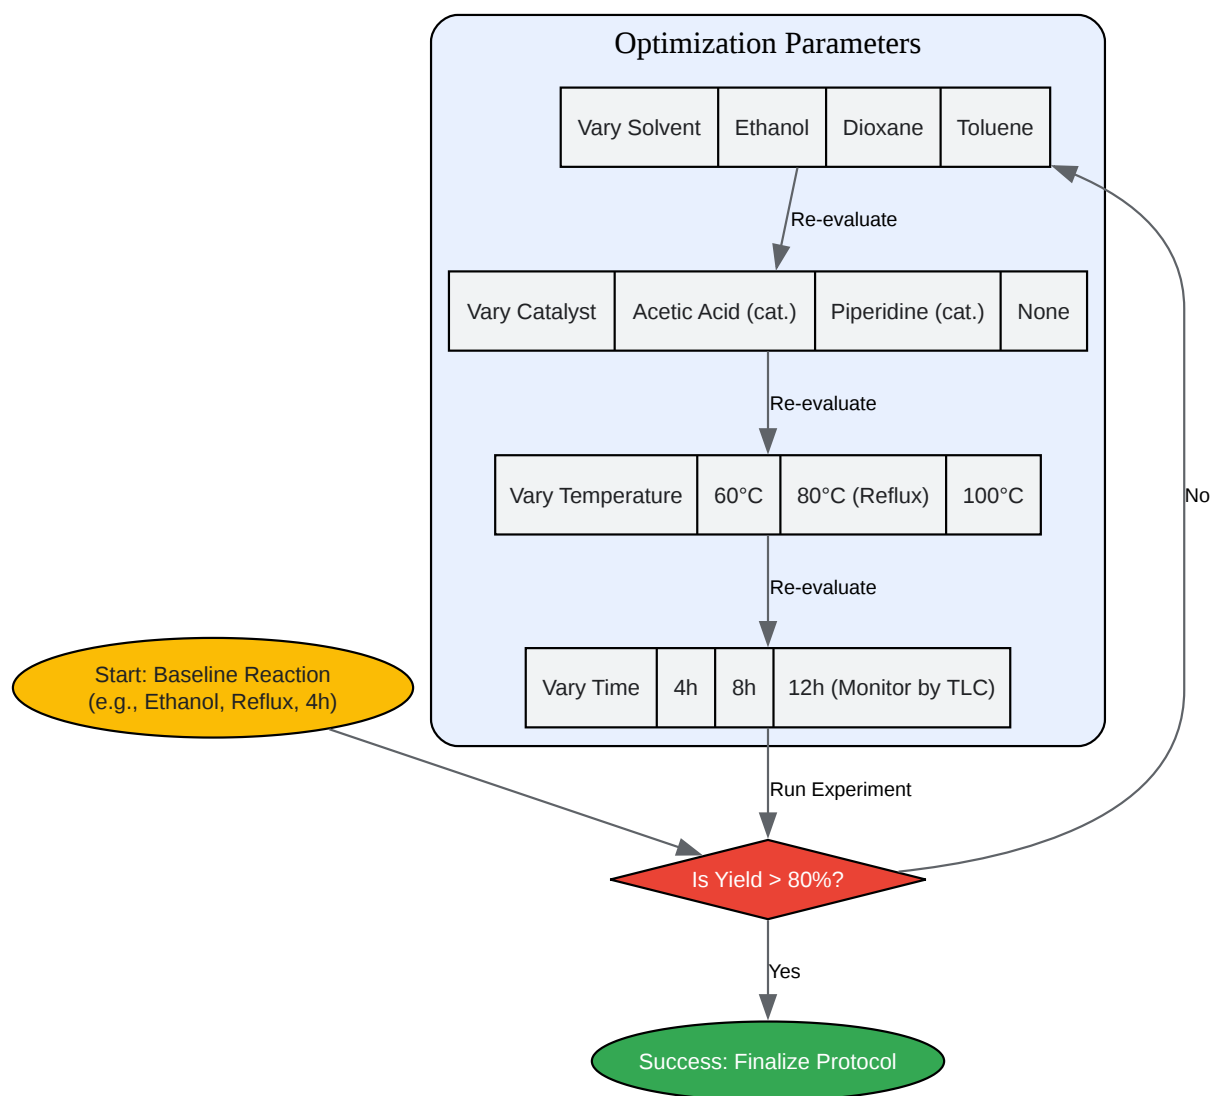 Optimization Parameters
Vary Solvent
Ethanol
Dioxane
Toluene
Re-evaluate
Vary Catalyst
Acetic Acid (cat.)
Piperidine (cat.)
None
Re-evaluate
Vary Temperature
60°C
80°C (Reflux)
100°C
No
Re-evaluate
Start: Baseline Reaction
(e.g., Ethanol, Reflux, 4h)
Vary Time
4h
8h
12h (Monitor by TLC)
Run Experiment
Is Yield > 80%?
Yes
Success: Finalize Protocol